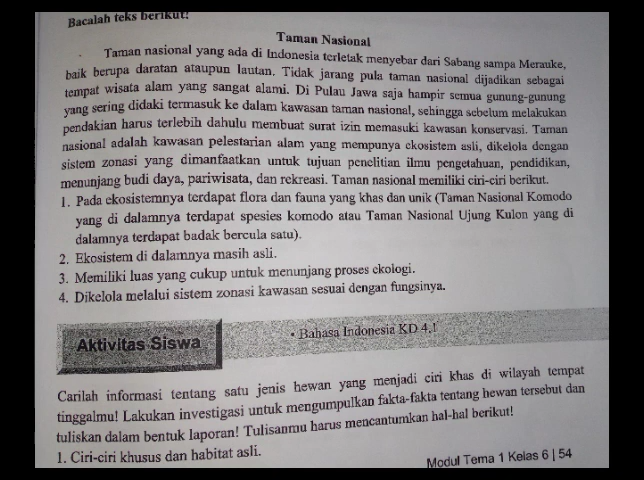 Bacalah teks berikut!
Taman Nasional
Taman nasional yang ada di Indonesia terletak menyebar dari Sabang sampa Merauke,
baik berupa daratan ataupun lautan. Tidak jarang pula taman nasional dijadikan sebagai
tempat wisata alam yang sangat alami. Di Pulau Jawa saja hampir semua gunung-gunung
yang sering didaki termasuk ke dalam kawasan taman nasional, sehingga sebelum melakukan
pendakian harus terlebih dahulu membuat surat izin memasuki kawasan konservasi. Taman
nasional adalah kawasan pelestarian alam yang mempunya ekosistem asli, dikelola dengan
sistem zonasi yang dimanfaatkan untuk tujuan penelitian ilmu pengetahuan, pendidikan,
menunjang budi daya, pariwisata, dan rekreasi. Taman nasional memiliki ciri-ciri berikut.
1. Pada ekosistemnya terdapat flora dan fauna yang khas dan unik (Taman Nasional Komodo
yang di dalamnya terdapat spesies komodo atau Taman Nasional Ujung Kulon yang di
dalamnya terdapat badak bercula satu).
2. Ekosistem di dalamnya masih asli.
3. Memiliki luas yang cukup untuk menunjang proses ekologi.
4. Dikelola melalui sistem zonasi kawasan sesuai dengan fungsinya.
Aktivitas Siswa
• Bahasa Indonesia KD 4.1
Carilah informasi tentang satu jenis hewan yang menjadi ciri khas di wilayah tempat
tinggalmu! Lakukan investigasi untuk mengumpulkan fakta-fakta tentang hewan tersebut dan
tuliskan dalam bentuk laporan! Tulisanmu harus mencantumkan hal-hal berikut!
1. Ciri-ciri khusus dan habitat asli.
Modul Tema 1 Kelas 6 | 54